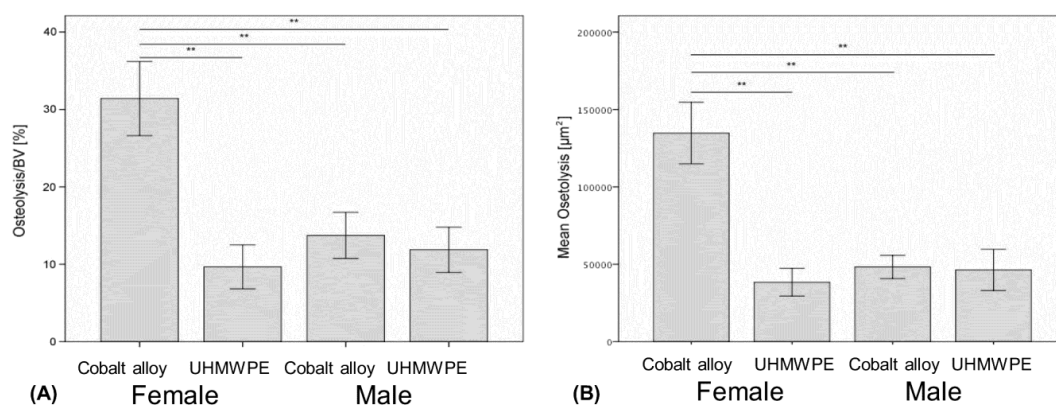 **
**
**
40
30
20
10
0
Osteolysis/BV [%]
Cobalt alloy UHMWPE Cobalt alloy UHMWPE
(A) Female Male
**
**
**
200000
150000
100000
50000
0
Mean Osetolysis [µm²]
Cobalt alloy UHMWPE Cobalt alloy UHMWPE
(B) Female Male